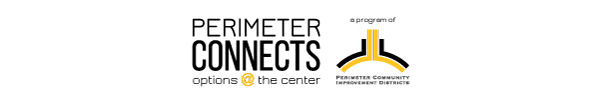 PERIMETER
CONNECTS
options @ the center
a program of
PERIMETER COMMUNITY
IMPROVEMENT DISTRICTS